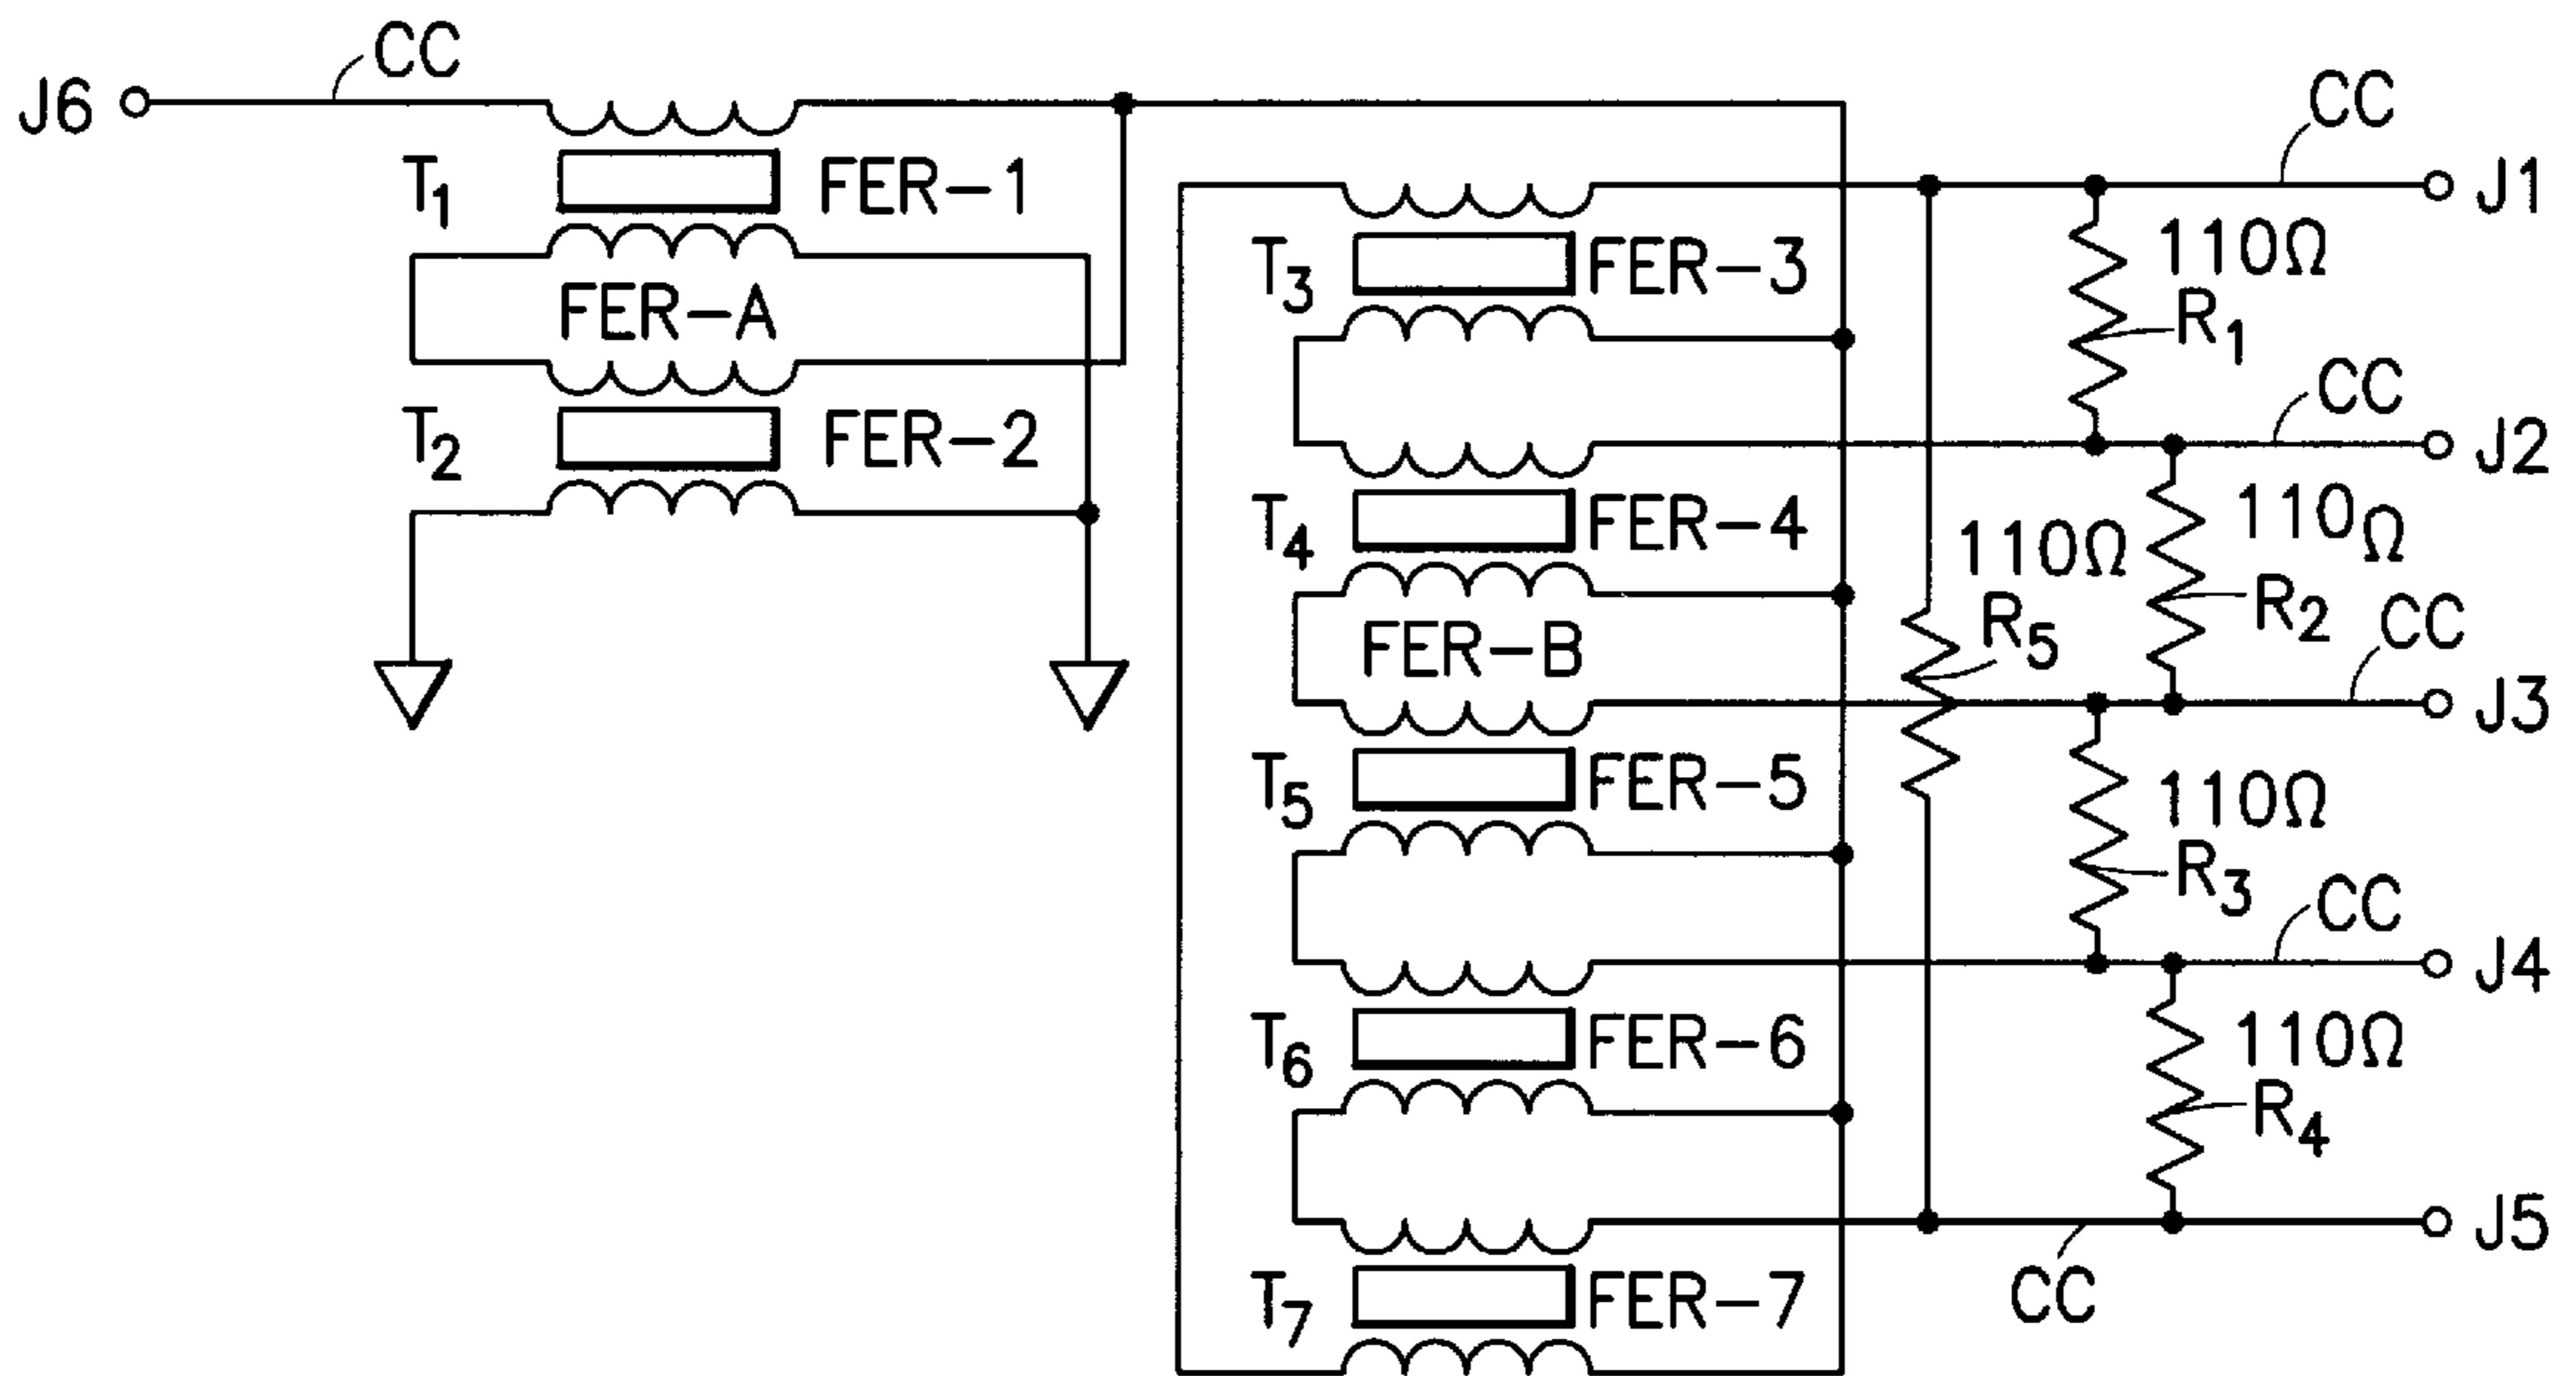 CC
J6
CC
T1 FER-1
J1
FER-A
T3 FER-3
110Ω
R1
CC
T2 FER-2
J2
T4 FER-4
110Ω
R5
110Ω
R2
CC
FER-B
J3
T5 FER-5
110Ω
R3
CC
J4
T6 FER-6
110Ω
R4
J5
T7 FER-7
CC